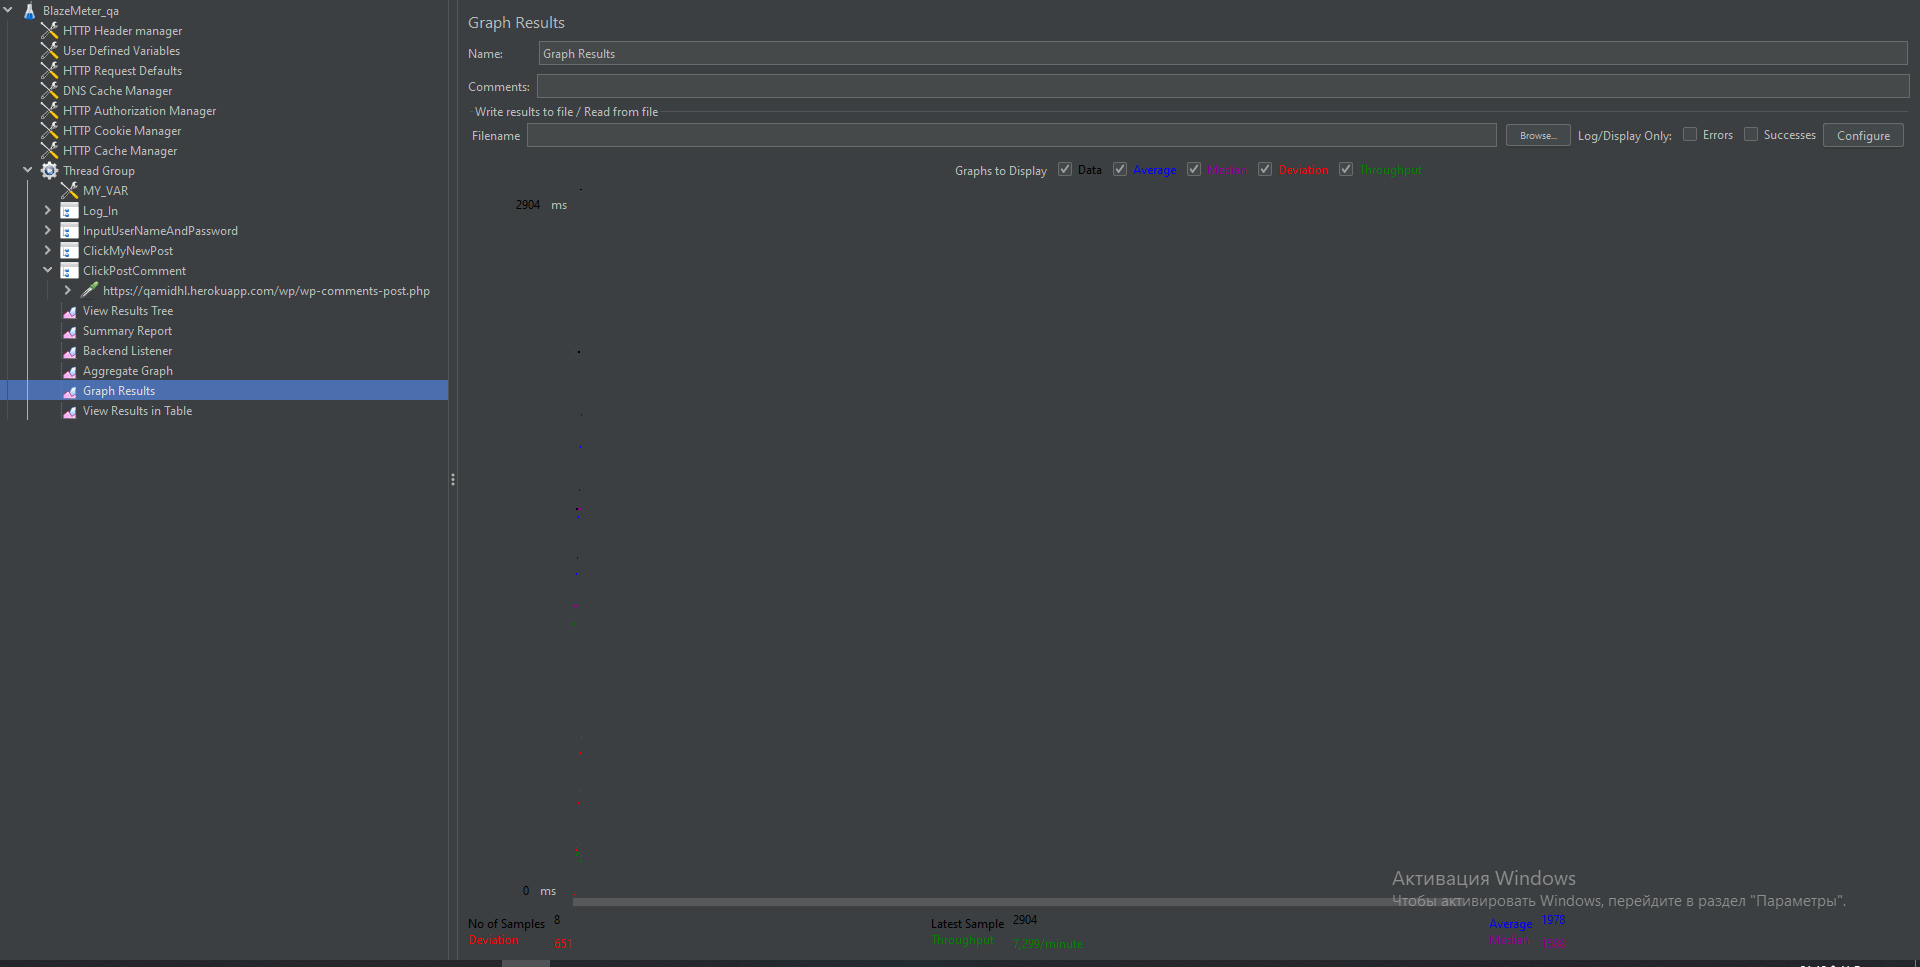 BlazeMeter_qa
HTTP Header manager
User Defined Variables
HTTP Request Defaults
DNS Cache Manager
HTTP Authorization Manager
HTTP Cookie Manager
HTTP Cache Manager
Thread Group
MY_VAR
Log_In
InputUserNameAndPassword
ClickMyNewPost
ClickPostComment
https://qamidhl.herokuapp.com/wp/wp-comments-post.php
View Results Tree
Summary Report
Backend Listener
Aggregate Graph
Graph Results
View Results in Table
Graph Results
Name: Graph Results
Comments:
Write results to file / Read from file
Filename Browse... Log/Display Only: Errors Successes Configure
Graphs to Display Data Average Median Deviation Throughput
2904 ms
0 ms
Активация Windows
Чтобы активировать Windows, перейдите в раздел "Параметры".
No of Samples 8 Latest Sample 2904 Average 1978
Deviation 651 Throughput 7,299/minute Median